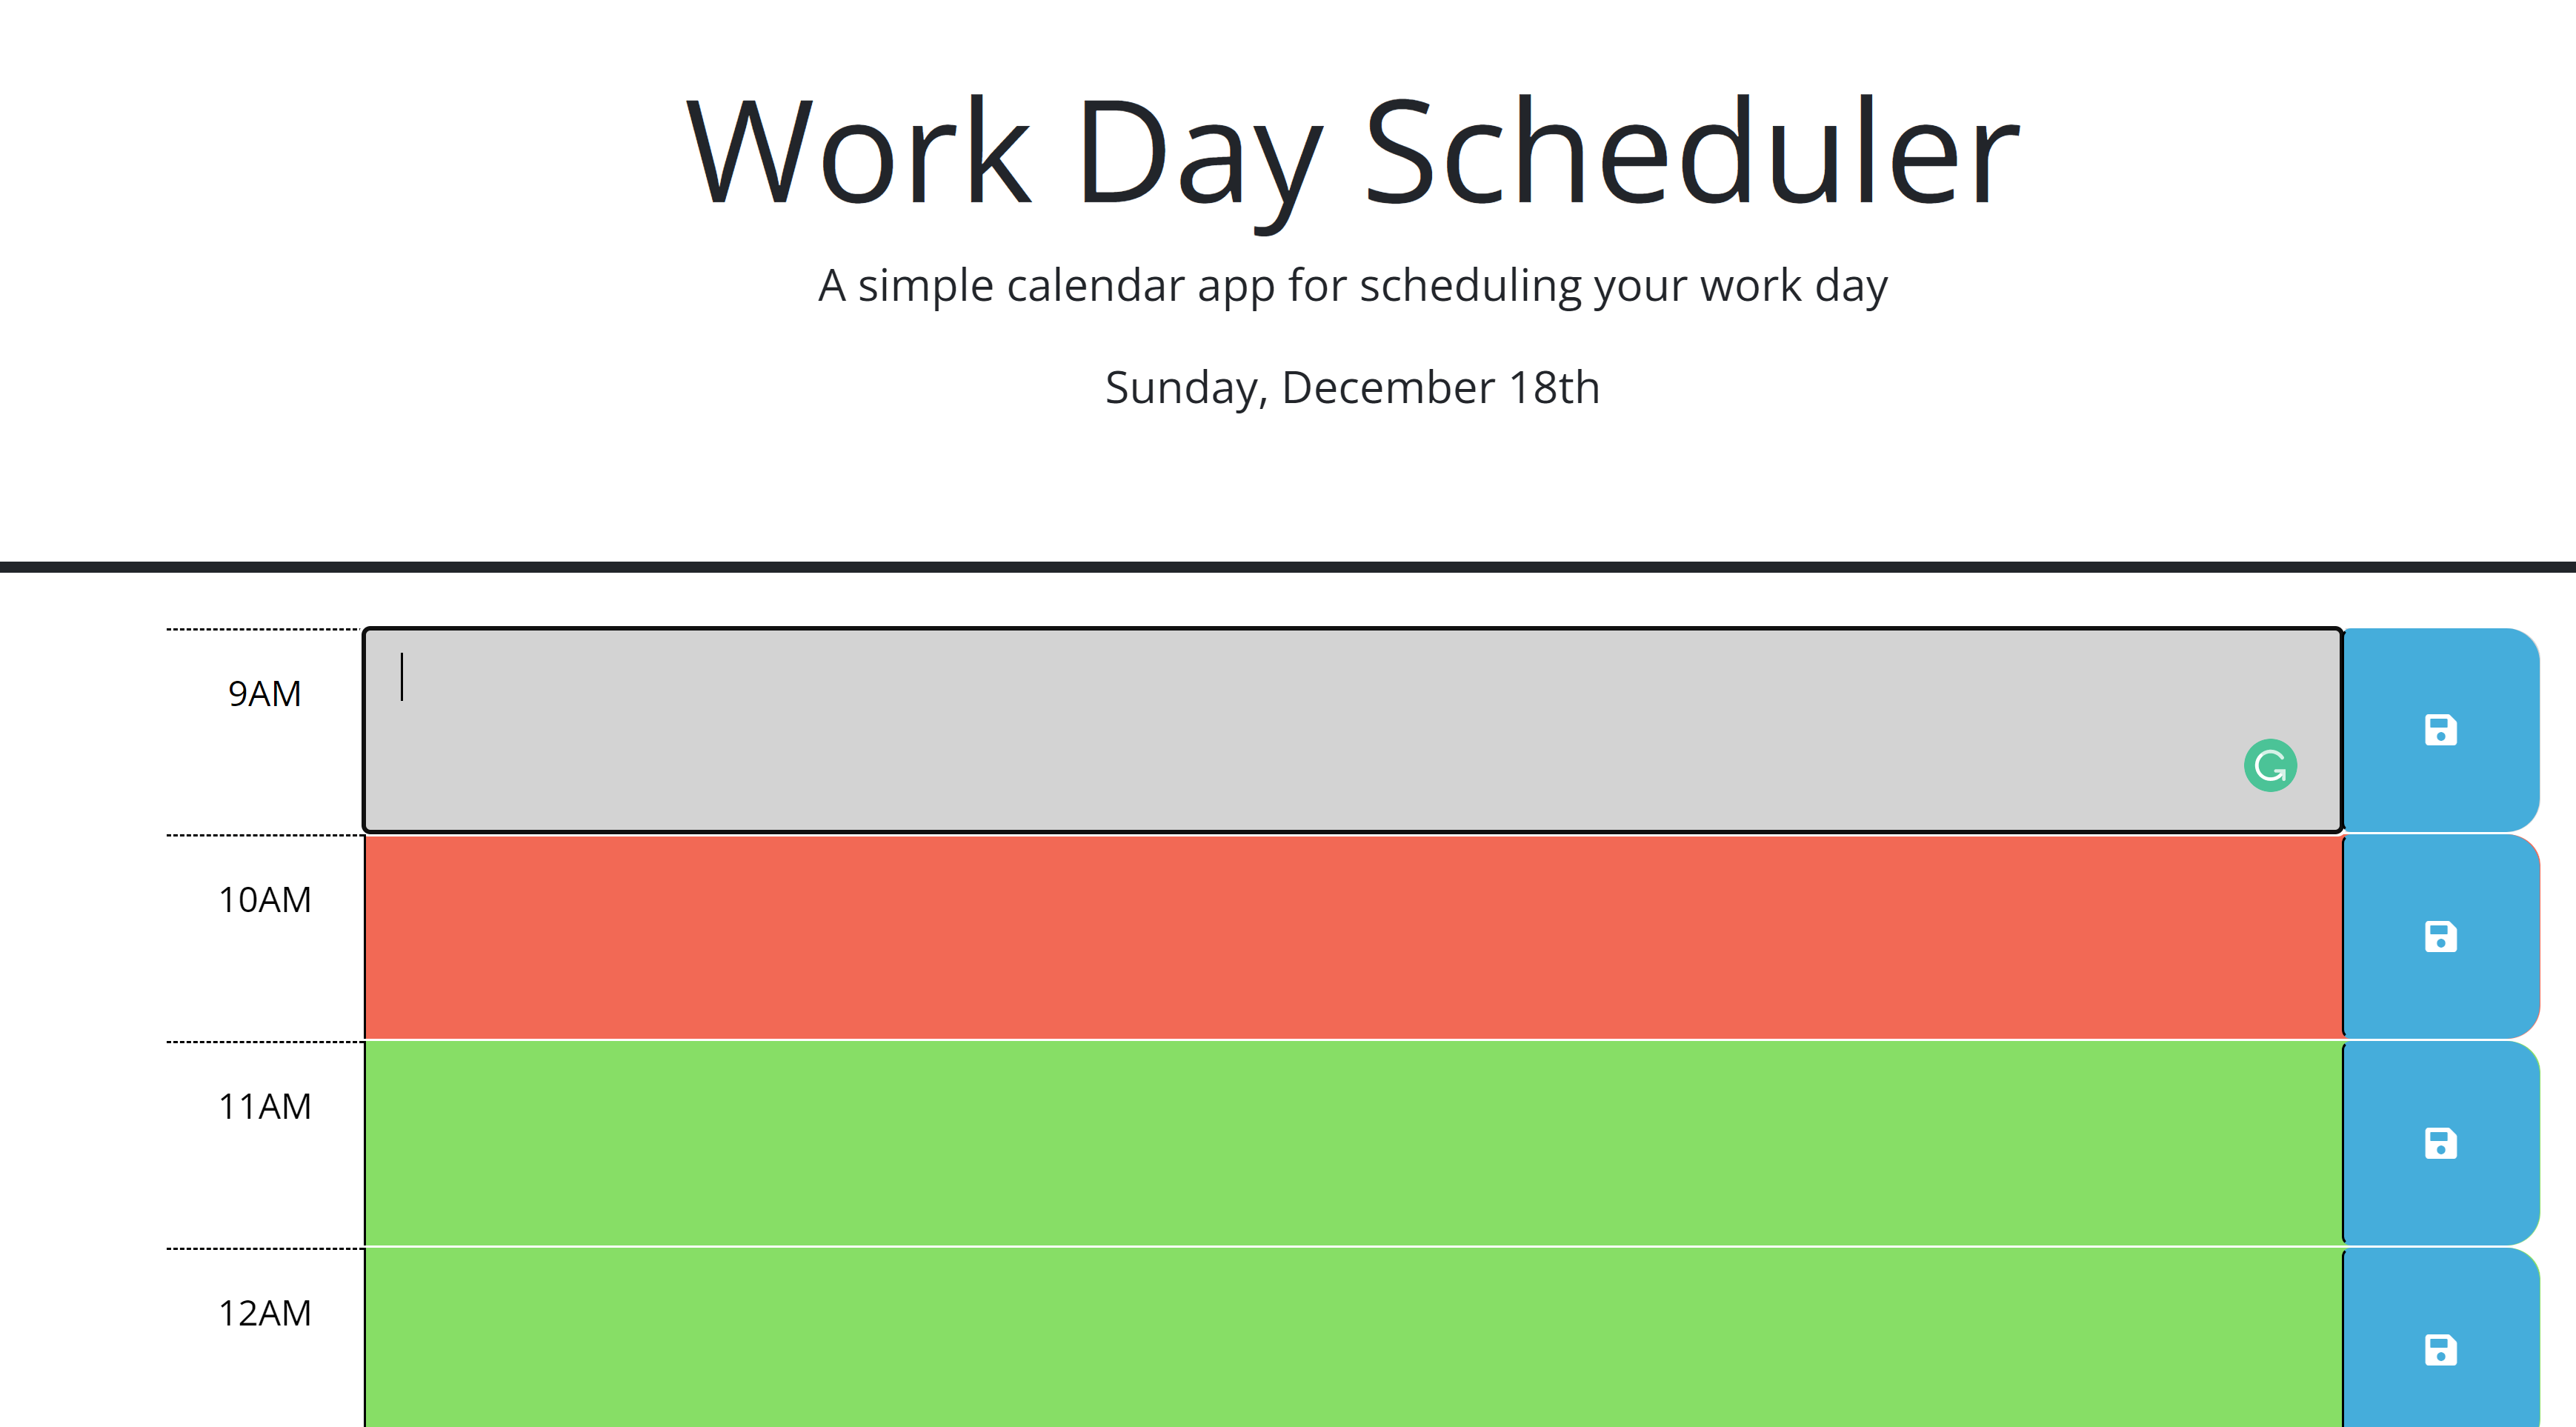 Work Day Scheduler
A simple calendar app for scheduling your work day
Sunday, December 18th
9AM
10AM
11AM
12AM